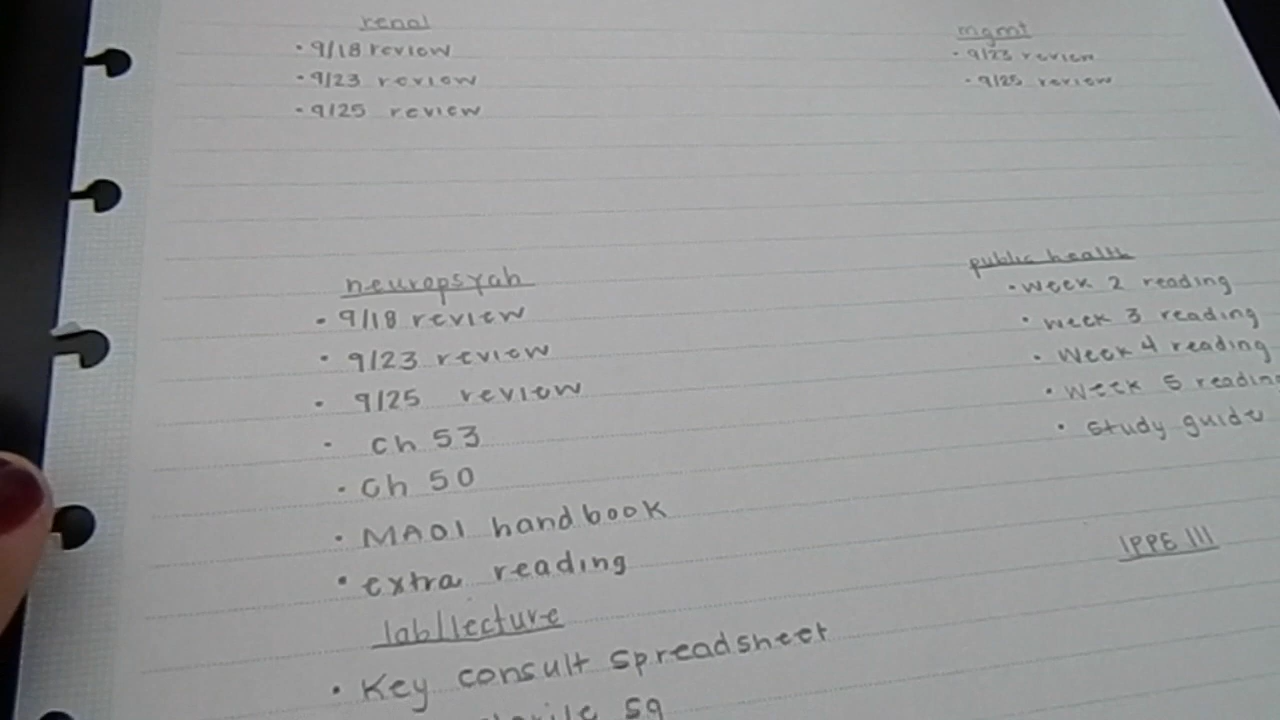 renal
• 9/18 review
• 9/23 review
• 9/25 review
mgmt
• 9/23 review
• 9/25 review
neuropsyah
• 9/18 review
• 9/23 review
• 9/25 review
• Ch 53
• Ch 50
• MAOI handbook
• extra reading
public health
• Week 2 reading
• Week 3 reading
• Week 4 reading
• Week 5 reading
• study guide
IPPE III
lab/lecture
• Key consult spreadsheet
sg